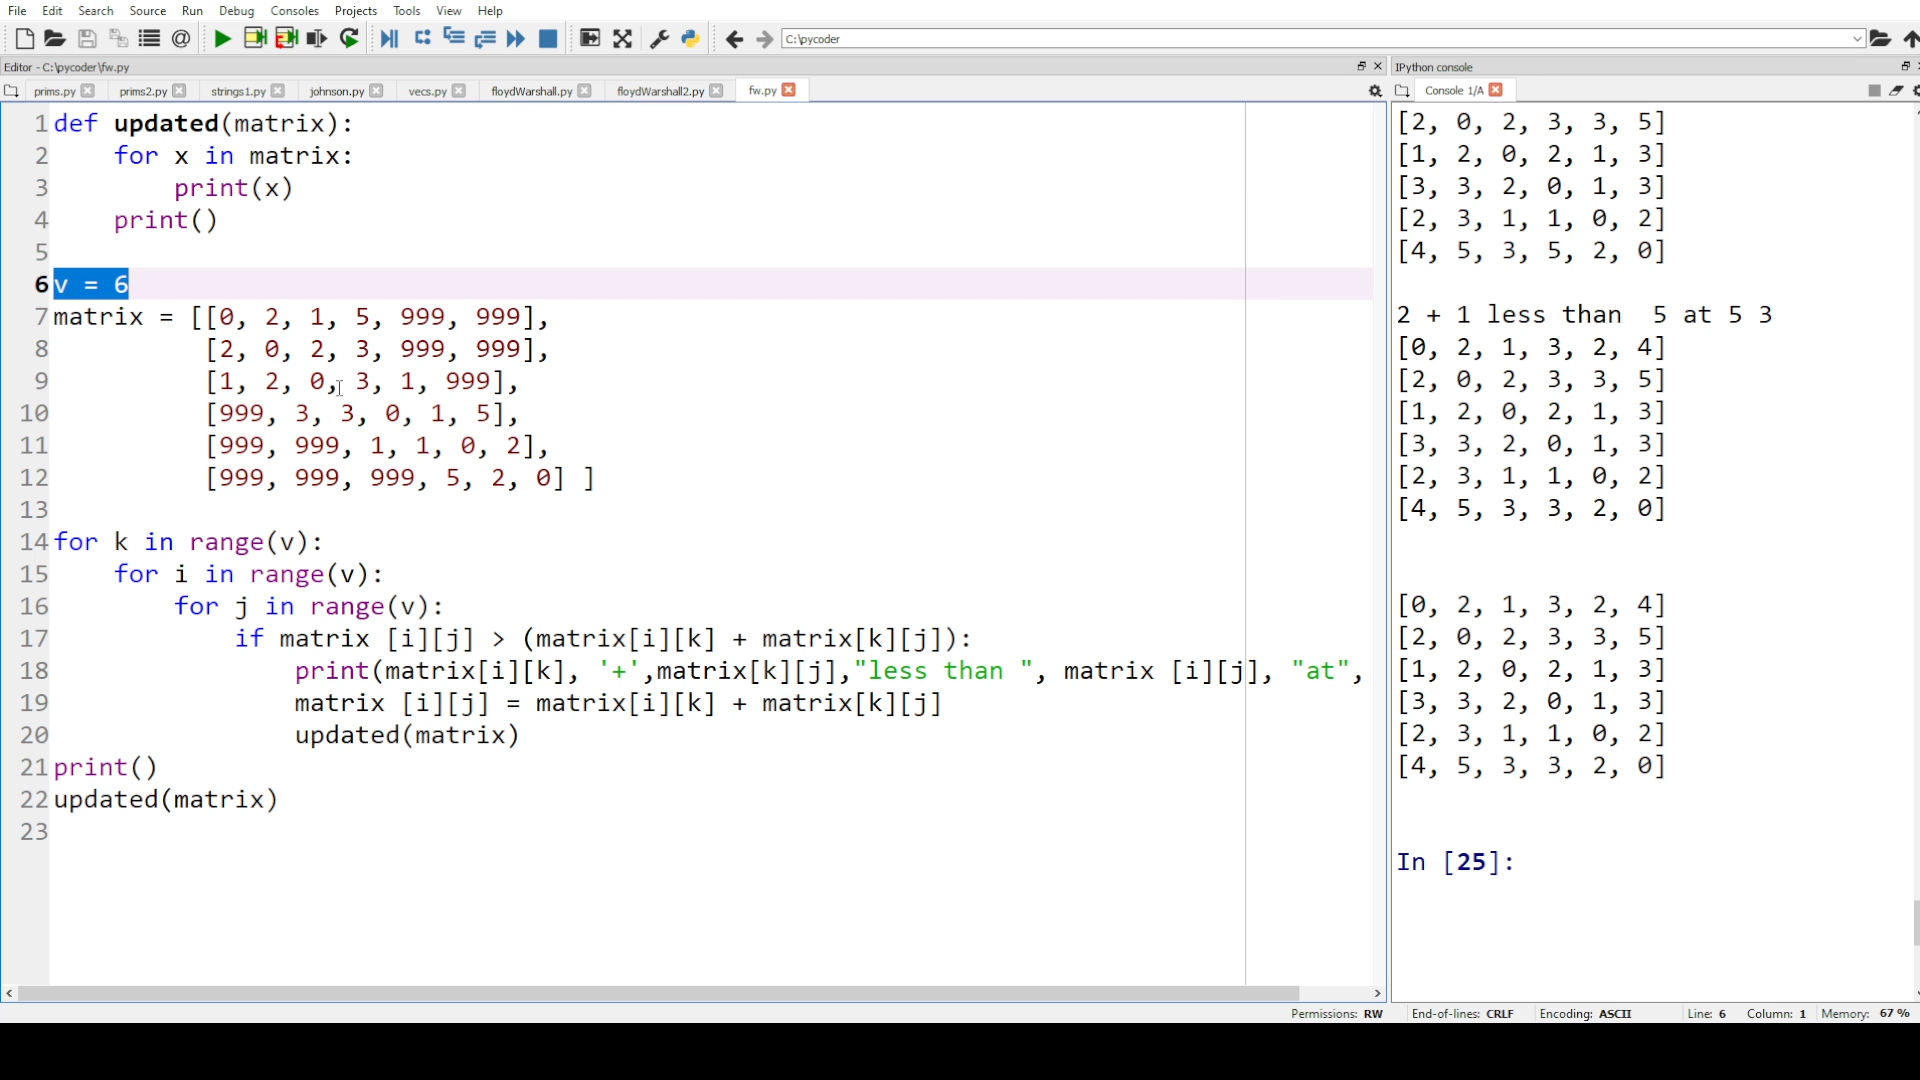 File Edit Search Source Run Debug Consoles Projects Tools View Help
C:\pycoder
Editor - C:\pycoder\fw.py
prims.py prims2.py strings1.py johnson.py vecs.py floydWarshall.py floydWarshall2.py fw.py
1 def updated(matrix):
2 for x in matrix:
3 print(x)
4 print()
5
6 v = 6
7 matrix = [[0, 2, 1, 5, 999, 999],
8 [2, 0, 2, 3, 999, 999],
9 [1, 2, 0, 3, 1, 999],
10 [999, 3, 3, 0, 1, 5],
11 [999, 999, 1, 1, 0, 2],
12 [999, 999, 999, 5, 2, 0] ]
13
14 for k in range(v):
15 for i in range(v):
16 for j in range(v):
17 if matrix [i][j] > (matrix[i][k] + matrix[k][j]):
18 print(matrix[i][k], '+',matrix[k][j],"less than ", matrix [i][j], "at",
19 matrix [i][j] = matrix[i][k] + matrix[k][j]
20 updated(matrix)
21 print()
22 updated(matrix)
23
IPython console
Console 1/A
[2, 0, 2, 3, 3, 5]
[1, 2, 0, 2, 1, 3]
[3, 3, 2, 0, 1, 3]
[2, 3, 1, 1, 0, 2]
[4, 5, 3, 5, 2, 0]
2 + 1 less than  5 at 5 3
[0, 2, 1, 3, 2, 4]
[2, 0, 2, 3, 3, 5]
[1, 2, 0, 2, 1, 3]
[3, 3, 2, 0, 1, 3]
[2, 3, 1, 1, 0, 2]
[4, 5, 3, 3, 2, 0]
[0, 2, 1, 3, 2, 4]
[2, 0, 2, 3, 3, 5]
[1, 2, 0, 2, 1, 3]
[3, 3, 2, 0, 1, 3]
[2, 3, 1, 1, 0, 2]
[4, 5, 3, 3, 2, 0]
In [25]:
Permissions: RW End-of-lines: CRLF Encoding: ASCII Line: 6 Column: 1 Memory: 67 %